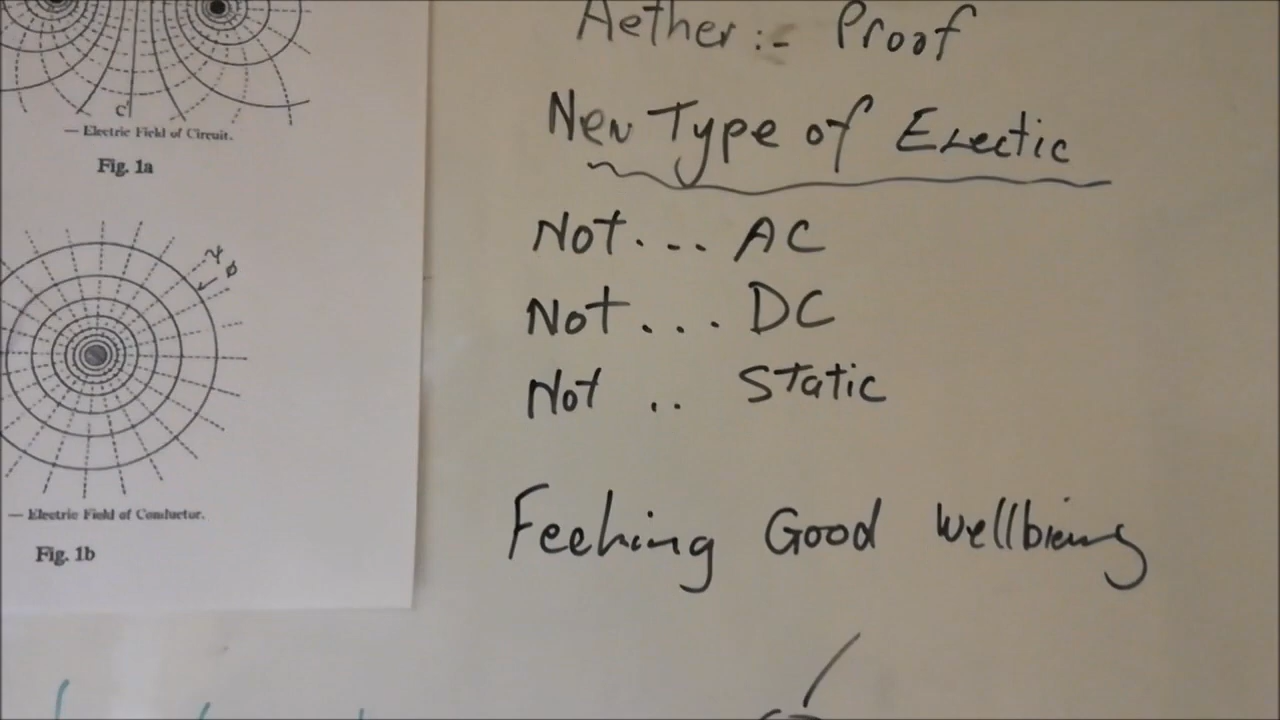 C
— Electric Field of Circuit.
Fig. 1a
ψ
φ
— Electric Field of Conductor.
Fig. 1b
Aether :- Proof
New Type of Electic
Not... AC
Not... DC
Not .. Static
Feeling Good wellbieng